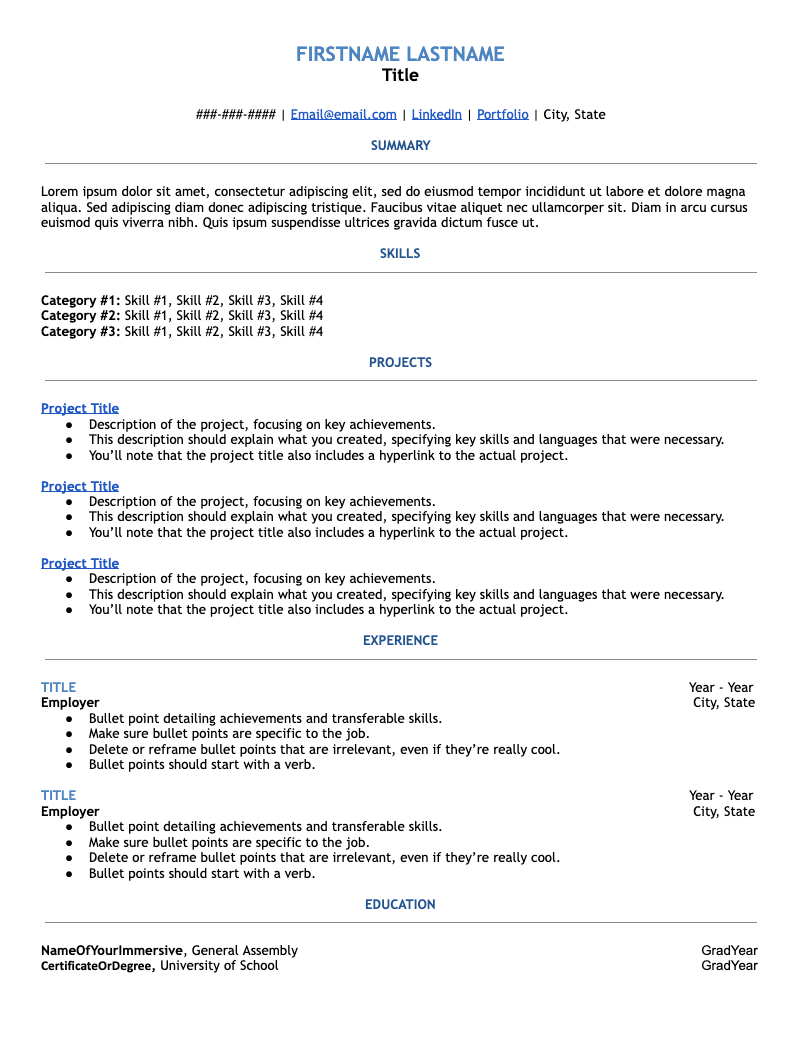 FIRSTNAME LASTNAME
Title
###-###-#### | Email@email.com | LinkedIn | Portfolio | City, State
SUMMARY
Lorem ipsum dolor sit amet, consectetur adipiscing elit, sed do eiusmod tempor incididunt ut labore et dolore magna
aliqua. Sed adipiscing diam donec adipiscing tristique. Faucibus vitae aliquet nec ullamcorper sit. Diam in arcu cursus
euismod quis viverra nibh. Quis ipsum suspendisse ultrices gravida dictum fusce ut.
SKILLS
Category #1: Skill #1, Skill #2, Skill #3, Skill #4
Category #2: Skill #1, Skill #2, Skill #3, Skill #4
Category #3: Skill #1, Skill #2, Skill #3, Skill #4
PROJECTS
Project Title
● Description of the project, focusing on key achievements.
● This description should explain what you created, specifying key skills and languages that were necessary.
● You’ll note that the project title also includes a hyperlink to the actual project.
Project Title
● Description of the project, focusing on key achievements.
● This description should explain what you created, specifying key skills and languages that were necessary.
● You’ll note that the project title also includes a hyperlink to the actual project.
Project Title
● Description of the project, focusing on key achievements.
● This description should explain what you created, specifying key skills and languages that were necessary.
● You’ll note that the project title also includes a hyperlink to the actual project.
EXPERIENCE
TITLE Year - Year
Employer City, State
● Bullet point detailing achievements and transferable skills.
● Make sure bullet points are specific to the job.
● Delete or reframe bullet points that are irrelevant, even if they’re really cool.
● Bullet points should start with a verb.
TITLE Year - Year
Employer City, State
● Bullet point detailing achievements and transferable skills.
● Make sure bullet points are specific to the job.
● Delete or reframe bullet points that are irrelevant, even if they’re really cool.
● Bullet points should start with a verb.
EDUCATION
NameOfYourImmersive, General Assembly GradYear
CertificateOrDegree, University of School GradYear